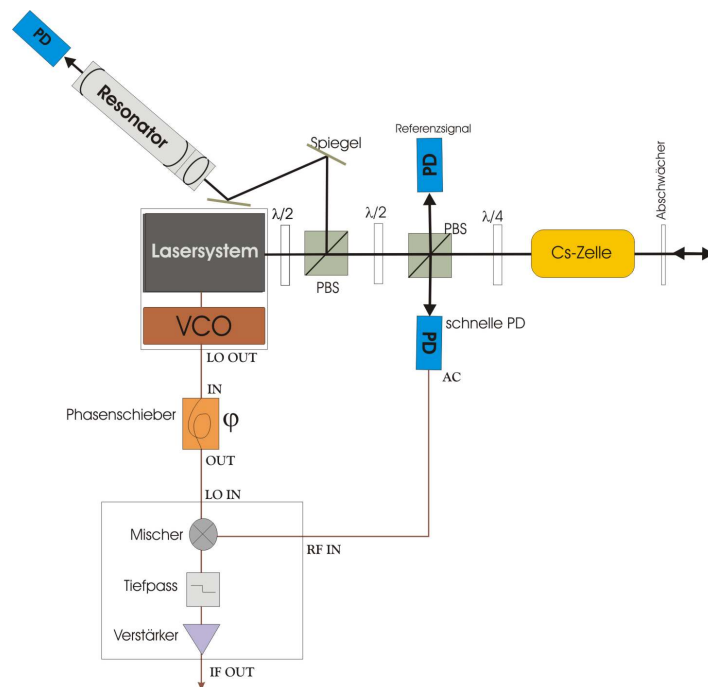 PD
Resonator
Spiegel
Referenzsignal
PD
Abschwächer
λ/2
λ/2
PBS
λ/4
Lasersystem
Cs-Zelle
PBS
VCO
schnelle PD
PD
LO OUT
AC
IN
Phasenschieber
φ
OUT
LO IN
Mischer
RF IN
Tiefpass
Verstärker
IF OUT